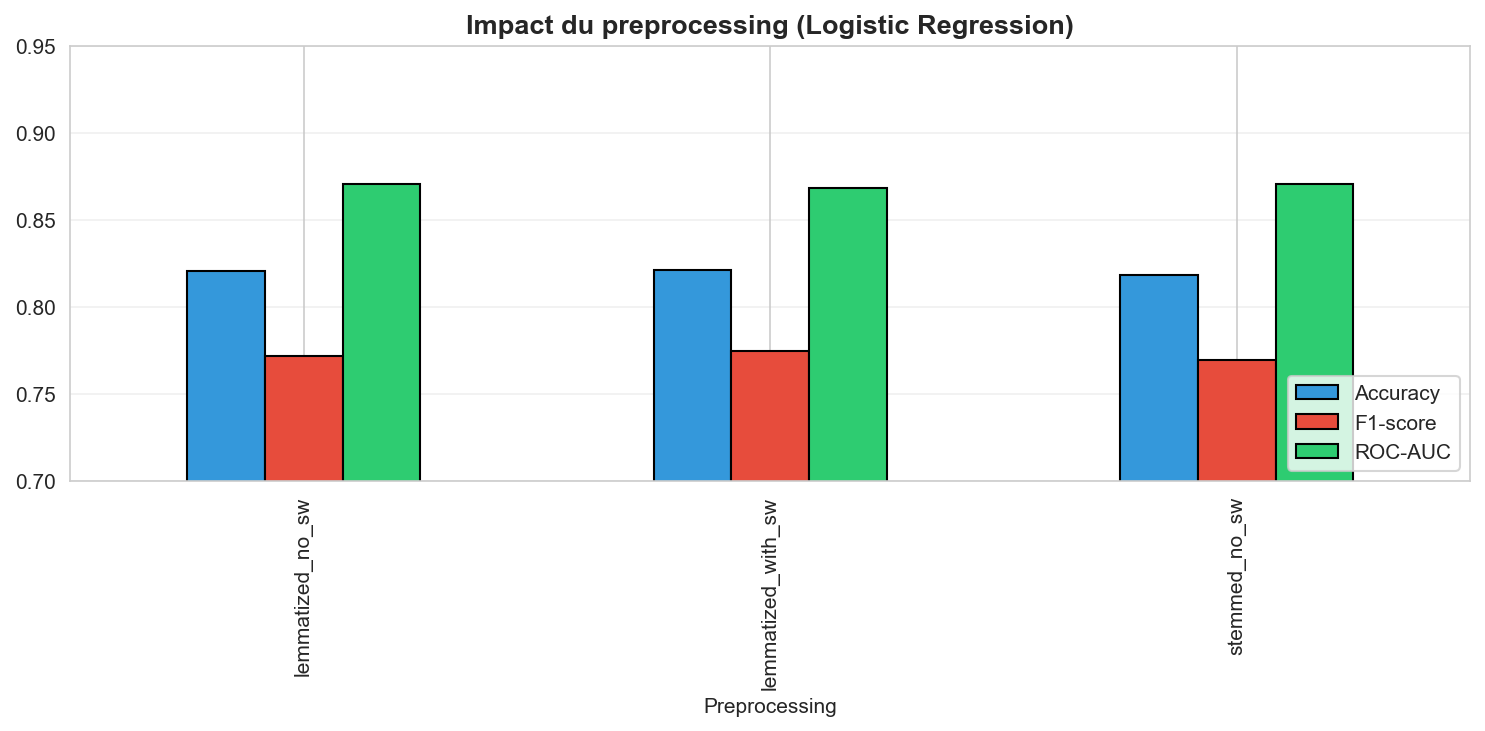 Impact du preprocessing (Logistic Regression)
0.95
0.90
0.85
0.80
0.75
0.70
Accuracy
F1-score
ROC-AUC
lemmatized_no_sw
lemmatized_with_sw
stemmed_no_sw
Preprocessing